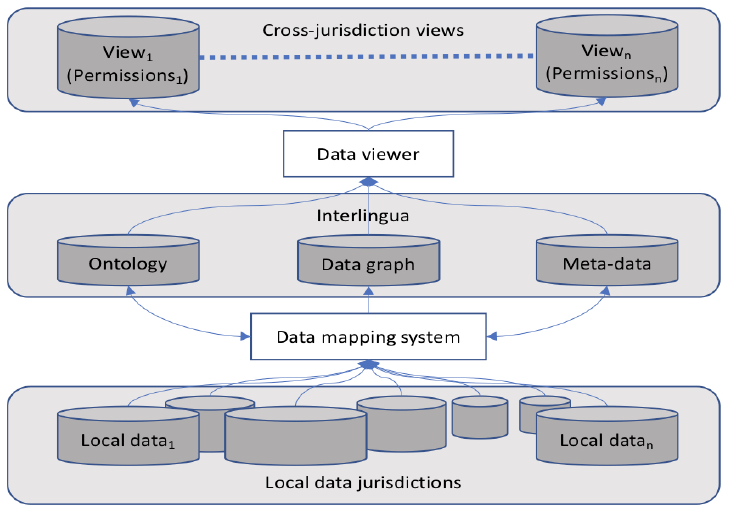 Cross-jurisdiction views
View₁
(Permissions₁)
Viewₙ
(Permissionsₙ)
Data viewer
Interlingua
Ontology
Data graph
Meta-data
Data mapping system
Local data₁
Local dataₙ
Local data jurisdictions